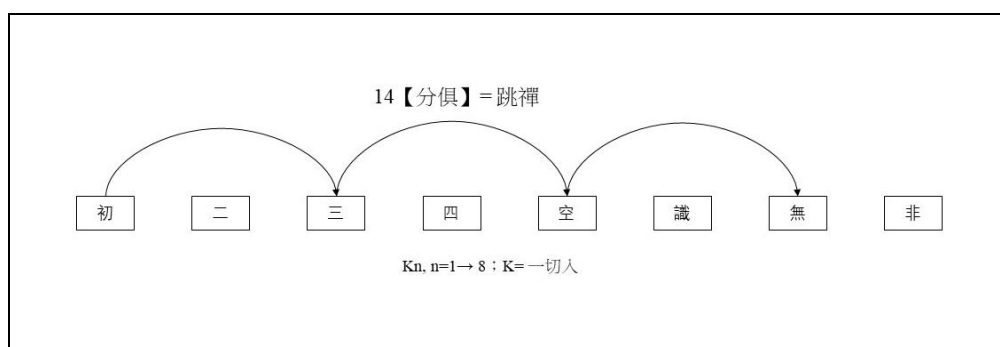 14【分俱】= 跳禪
初 二 三 四 空 識 無 非
Kn, n=1→ 8；K= 一切入